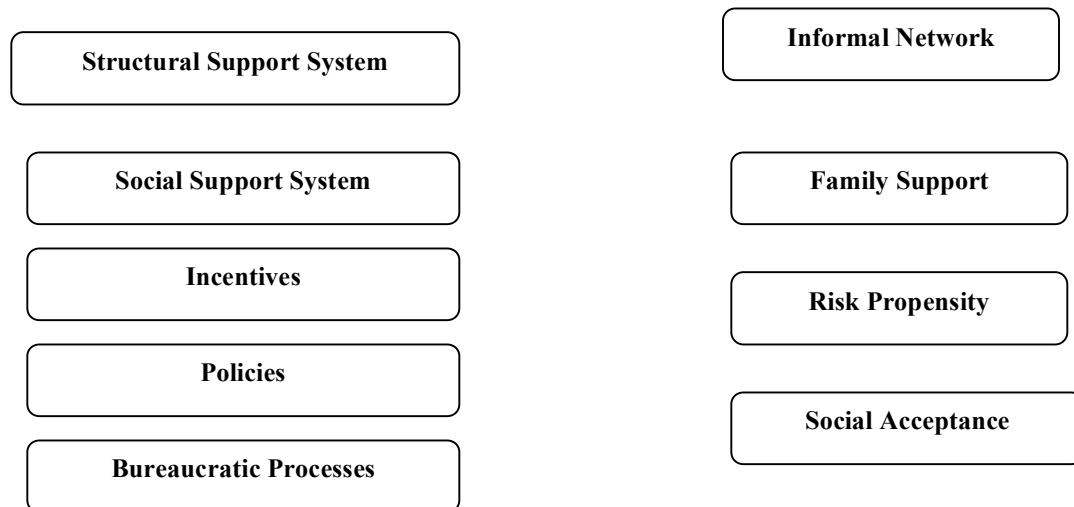 Structural Support System
Social Support System
Incentives
Policies
Bureaucratic Processes
Informal Network
Family Support
Risk Propensity
Social Acceptance